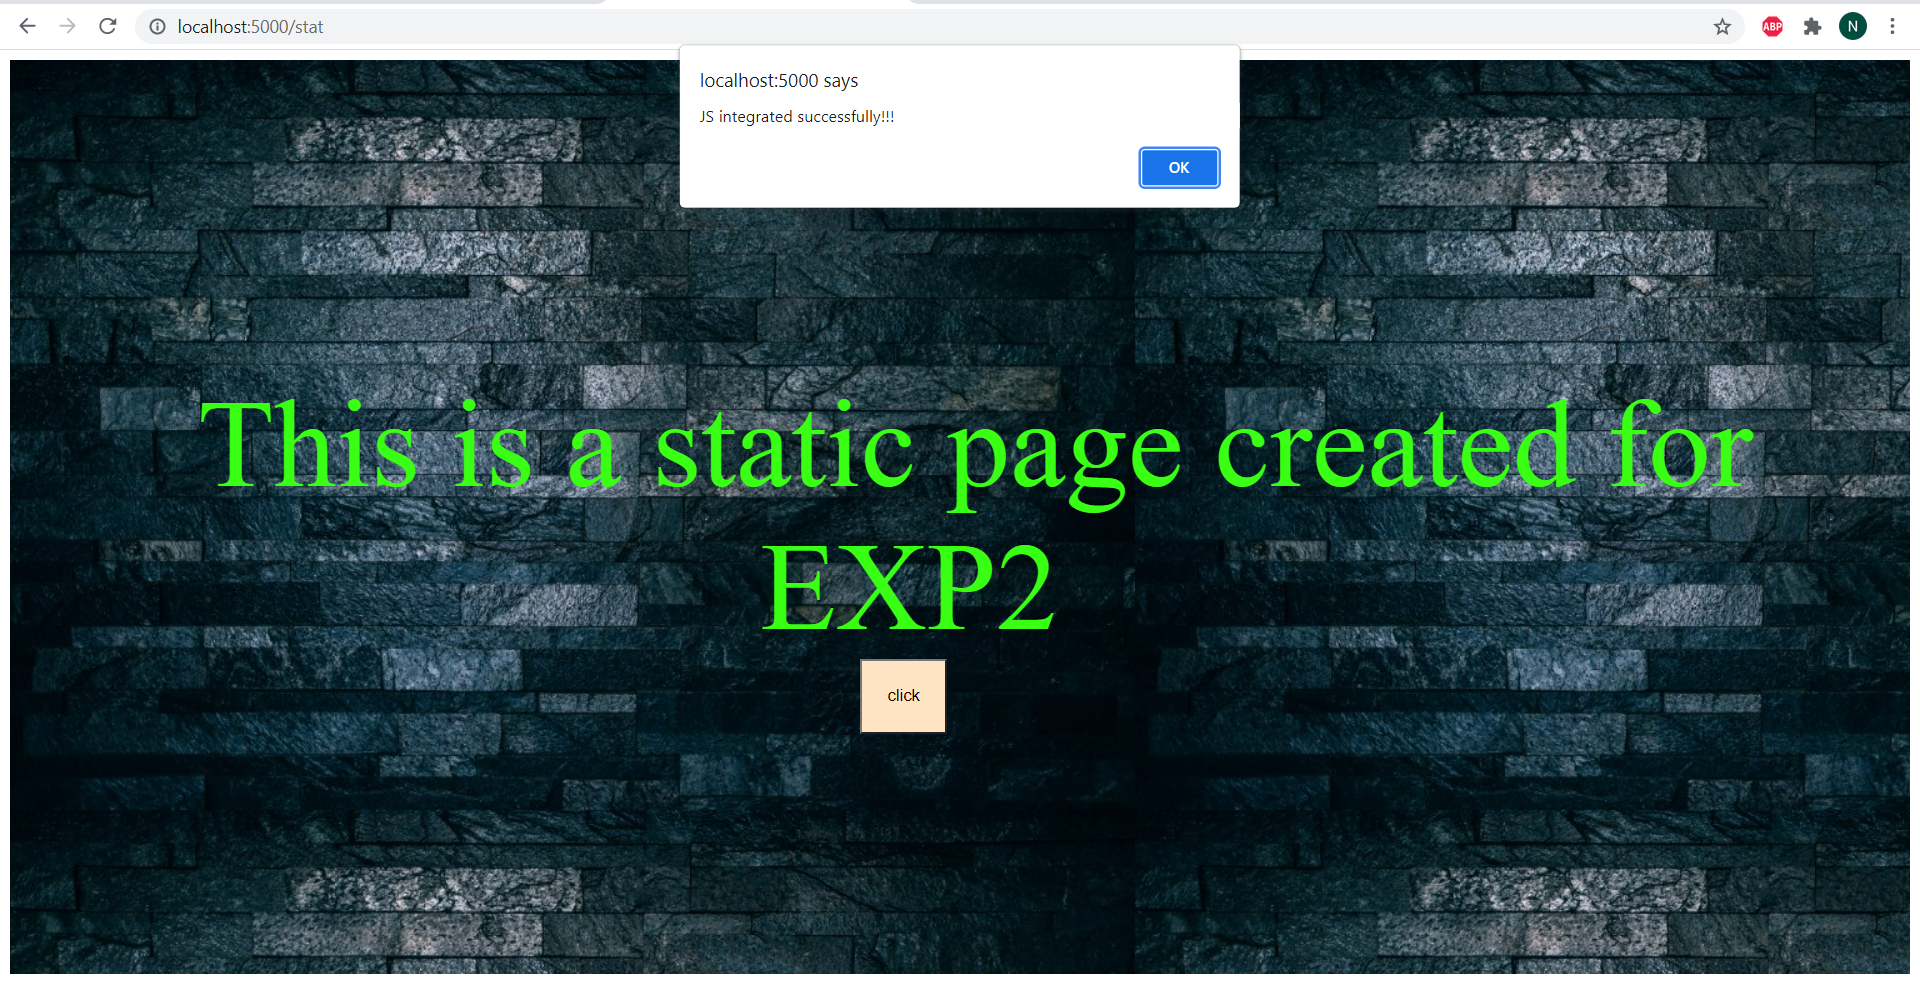 localhost:5000/stat
ABP
N
localhost:5000 says
JS integrated successfully!!!
OK
This is a static page created for
EXP2
click